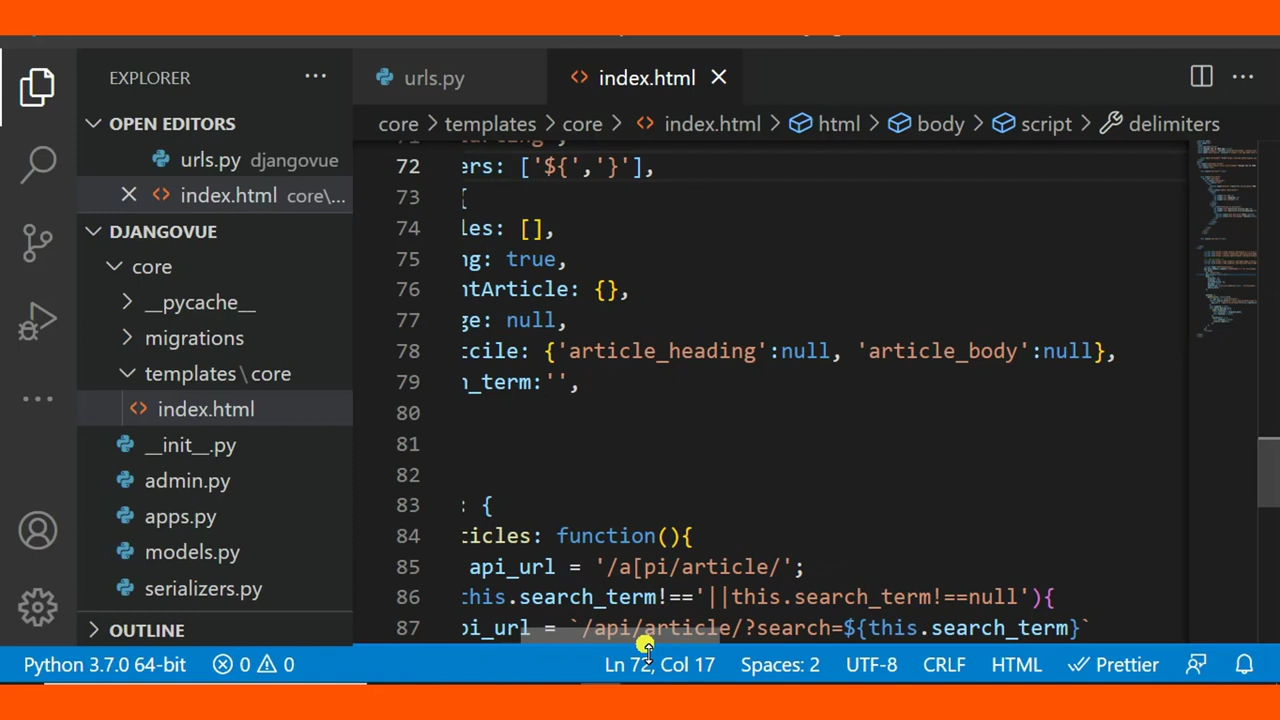 EXPLORER
urls.py
index.html
OPEN EDITORS
urls.py djangovue
index.html core\...
DJANGOVUE
core
__pycache__
migrations
templates\core
index.html
__init__.py
admin.py
apps.py
models.py
serializers.py
OUTLINE
core > templates > core > index.html > html > body > script > delimiters
72 ers: ['${','}'],
73 {
74 les: [],
75 ng: true,
76 ntArticle: {},
77 ge: null,
78 cile: {'article_heading':null, 'article_body':null},
79 _term:'',
80
81
82
83 : {
84 ticles: function(){
85 api_url = '/a[pi/article/';
86 this.search_term!=='||this.search_term!==null'){
87 pi_url = `/api/article/?search=${this.search_term}`
Python 3.7.0 64-bit 0 0 Ln 72, Col 17 Spaces: 2 UTF-8 CRLF HTML Prettier